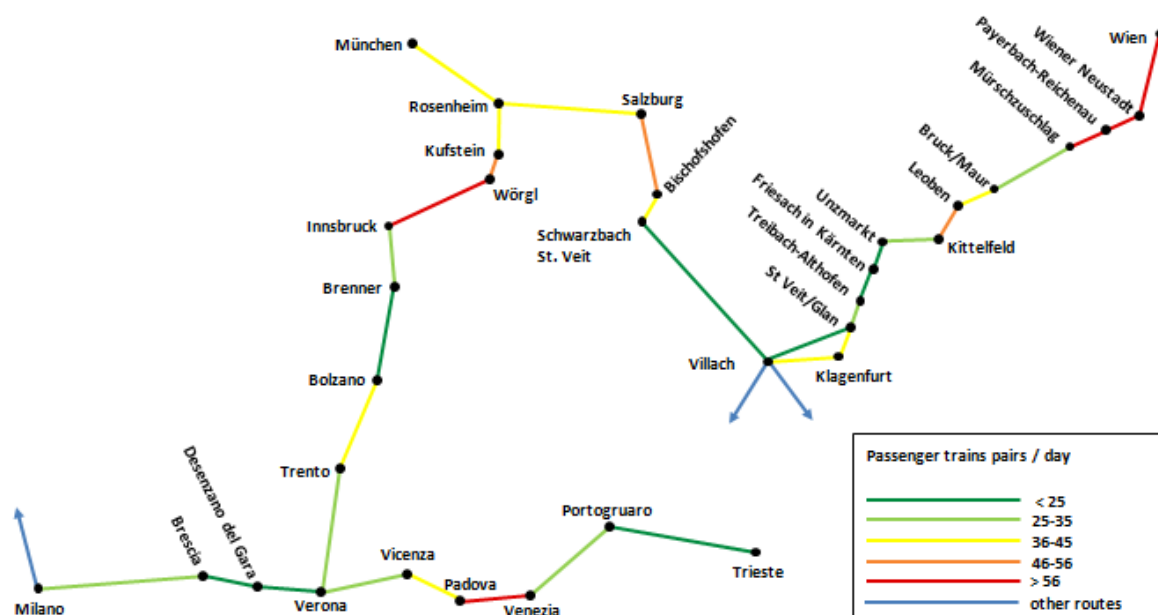 München
Rosenheim
Salzburg
Kufstein
Wörgl
Bischofshofen
Innsbruck
Schwarzbach
St. Veit
Brenner
Bolzano
Trento
Wien
Wiener Neustadt
Payerbach-Reichenau
Mürschzuschlag
Bruck/Maur
Leoben
Kittelfeld
Unzmarkt
Friesach in Kärnten
Treibach-Althofen
St Veit/Glan
Villach
Klagenfurt
Desenzano del Gara
Brescia
Milano
Verona
Vicenza
Padova
Venezia
Portogruaro
Trieste
Passenger trains pairs / day
< 25
25-35
36-45
46-56
> 56
other routes